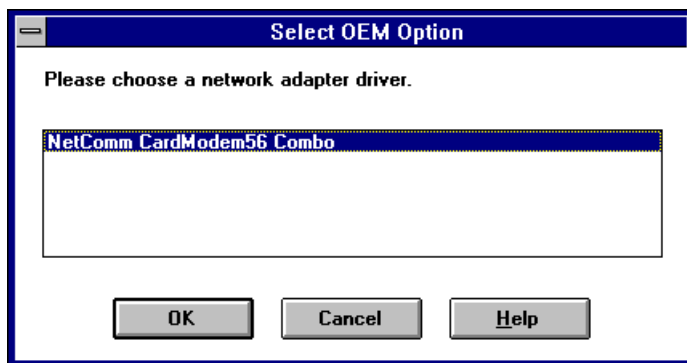 Select OEM Option
Please choose a network adapter driver.
NetComm CardModem56 Combo
OK Cancel Help